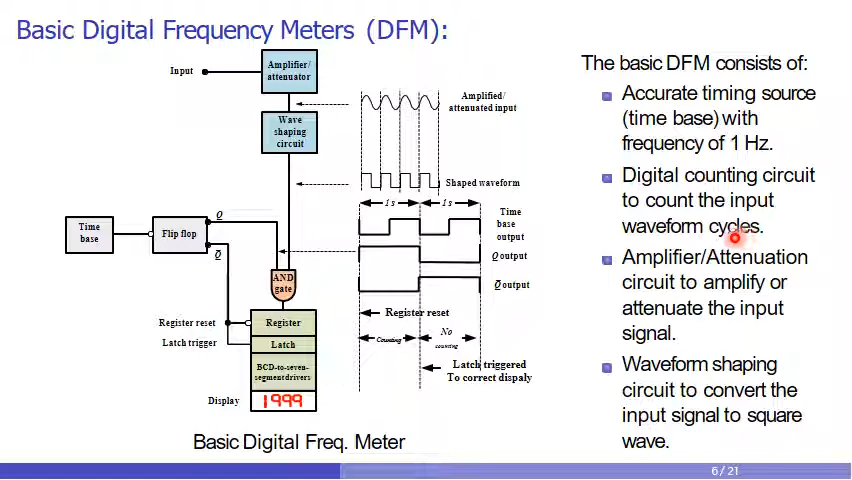 Basic Digital Frequency Meters (DFM):
Input
Amplifier/
attenuator
Wave
shaping
circuit
Amplified/
attenuated input
Shaped waveform
1 s
1 s
Time
base
output
Q output
Q̅ output
Time
base
Flip flop
Q
Q̅
AND
gate
Register reset
Register
Latch trigger
Latch
BCD-to-seven-
segment drivers
Display
1999
Register reset
Counting
No
counting
Latch triggered
To correct dispaly
Basic Digital Freq. Meter
The basic DFM consists of:
Accurate timing source
(time base) with
frequency of 1 Hz.
Digital counting circuit
to count the input
waveform cycles.
Amplifier/Attenuation
circuit to amplify or
attenuate the input
signal.
Waveform shaping
circuit to convert the
input signal to square
wave.
6 / 21